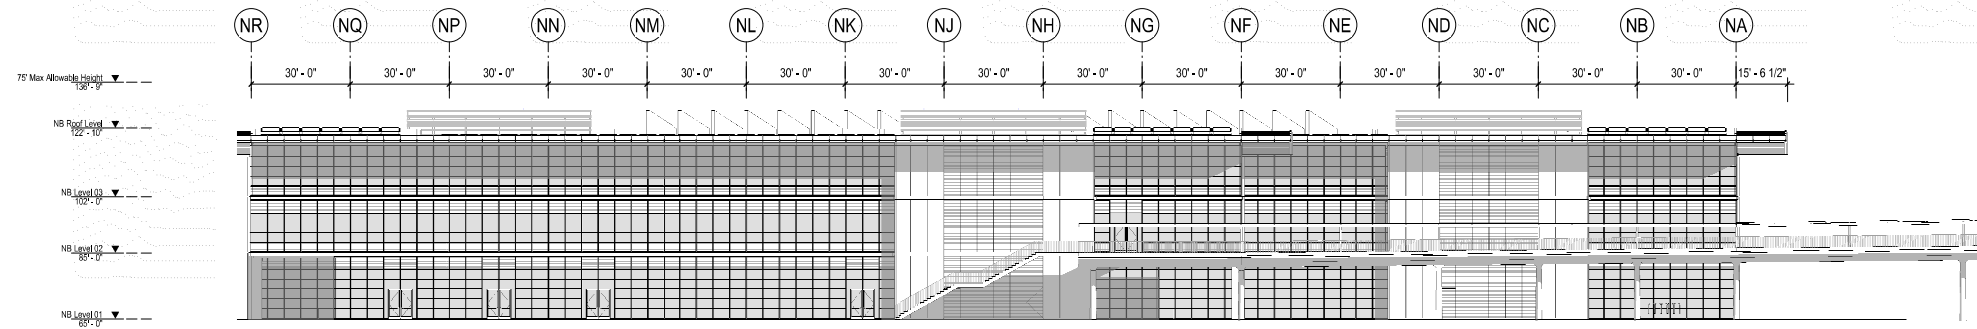 NR NQ NP NN NM NL NK NJ NH NG NF NE ND NC NB NA
30' - 0" 30' - 0" 30' - 0" 30' - 0" 30' - 0" 30' - 0" 30' - 0" 30' - 0" 30' - 0" 30' - 0" 30' - 0" 30' - 0" 30' - 0" 30' - 0" 30' - 0" 15' - 6 1/2"
75' Max Allowable Height
136' - 9"
NB Roof Level
122' - 10"
NB Level 03
102' - 0"
NB Level 02
85' - 0"
NB Level 01
65' - 0"